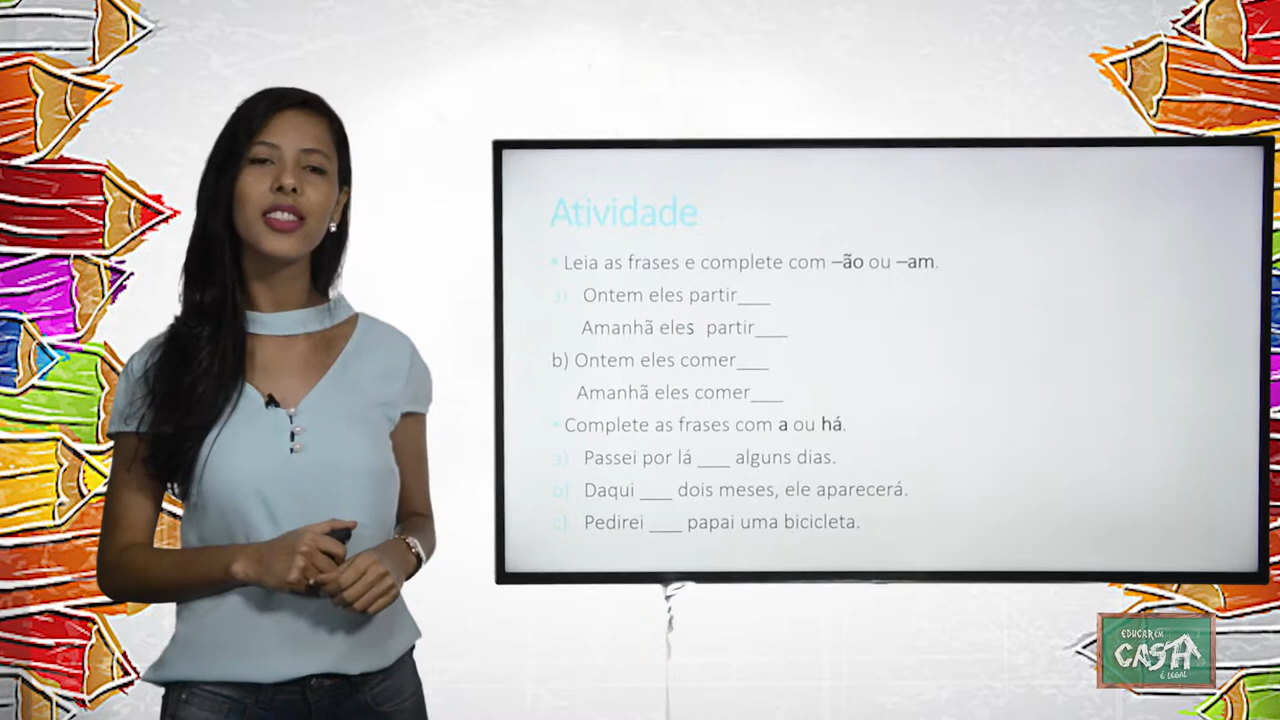 Atividade
• Leia as frases e complete com –ão ou –am.
a) Ontem eles partir___
Amanhã eles partir___
b) Ontem eles comer___
Amanhã eles comer___
• Complete as frases com a ou há.
a) Passei por lá ___ alguns dias.
b) Daqui ___ dois meses, ele aparecerá.
c) Pedirei ___ papai uma bicicleta.
EDUCAR EM
CASA
É LEGAL